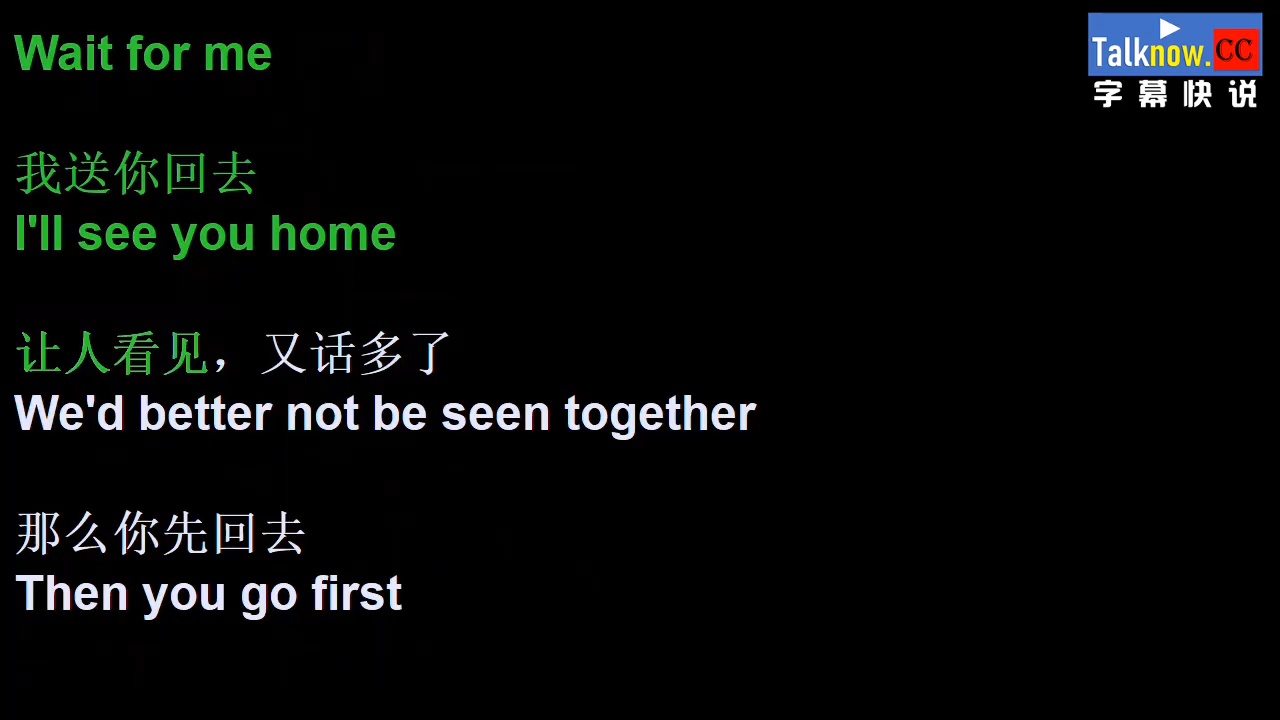 Wait for me
Talknow.CC
字幕快说
我送你回去
I'll see you home
让人看见，又话多了
We'd better not be seen together
那么你先回去
Then you go first